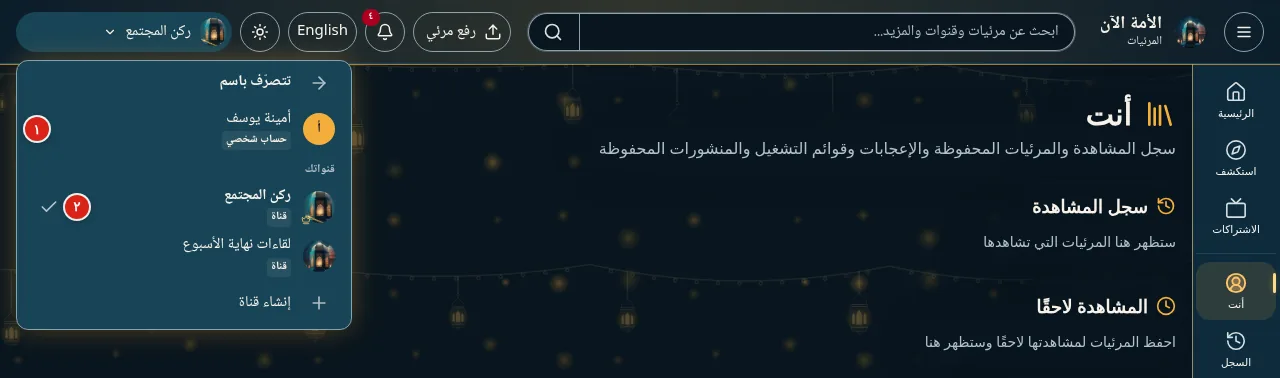 الأمة الآن
المرئيات
ابحث عن مرئيات وقنوات والمزيد...
رفع مرئي
٤
English
ركن المجتمع
تتصرّف باسم
أ
أمينة يوسف
حساب شخصي
١
قنواتك
ركن المجتمع
قناة
٢
لقاءات نهاية الأسبوع
قناة
إنشاء قناة
الرئيسية
استكشف
الاشتراكات
أنت
السجل
أنت
سجل المشاهدة والمرئيات المحفوظة والإعجابات وقوائم التشغيل والمنشورات المحفوظة
سجل المشاهدة
ستظهر هنا المرئيات التي تشاهدها
المشاهدة لاحقًا
احفظ المرئيات لمشاهدتها لاحقًا وستظهر هنا